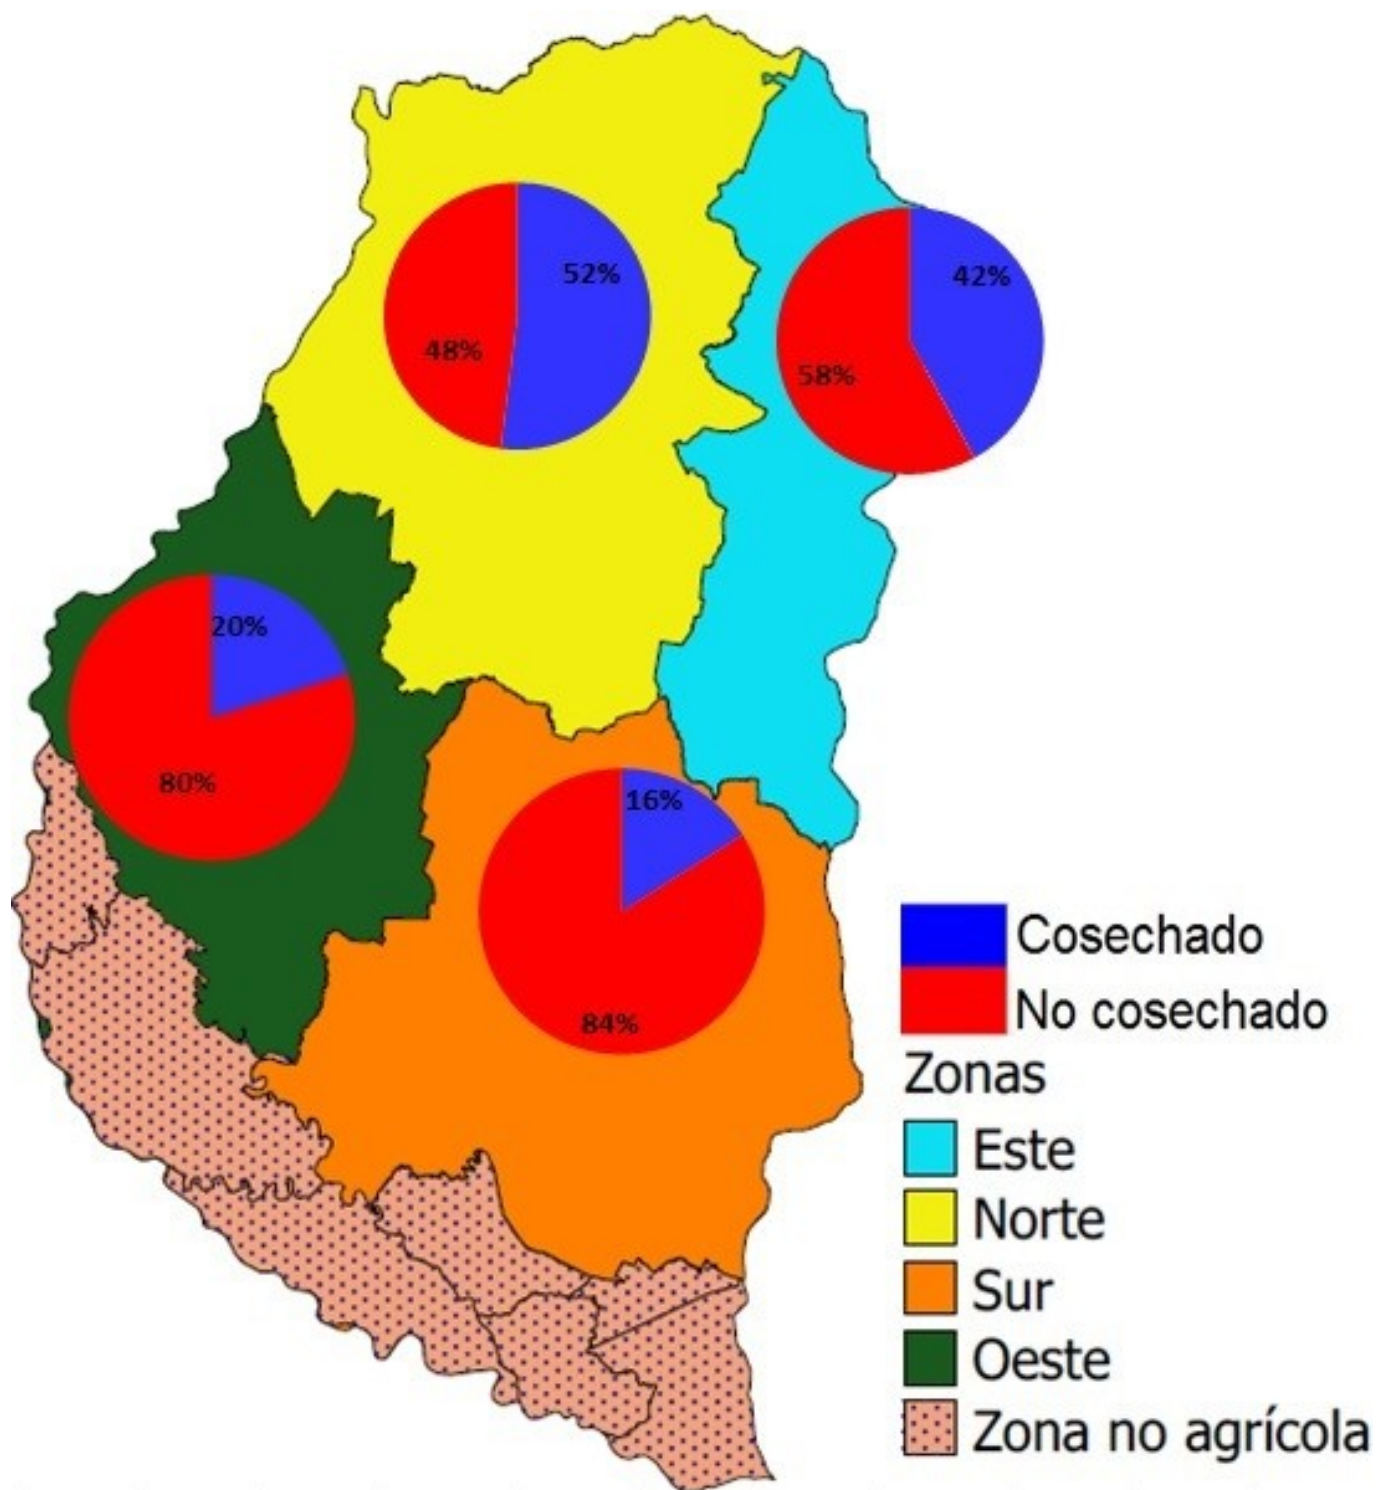 52%
48%
42%
58%
20%
80%
16%
84%
Cosechado
No cosechado
Zonas
Este
Norte
Sur
Oeste
Zona no agrícola